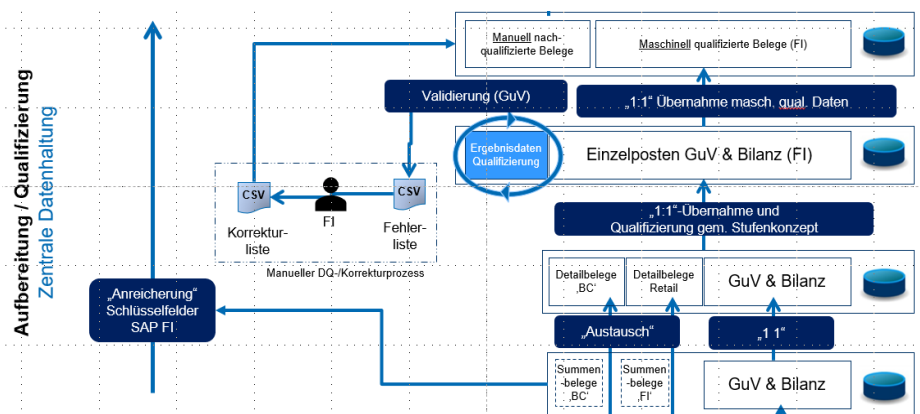 Aufbereitung / Qualifizierung
Zentrale Datenhaltung
Manuell nach-
qualifizierte Belege
Maschinell qualifizierte Belege (FI)
Validierung (GuV)
„1:1“ Übernahme masch. qual. Daten
Ergebnisdaten
Qualifizierung
Einzelposten GuV & Bilanz (FI)
CSV
CSV
FI
Korrektur-
liste
Fehler-
liste
Manueller DQ-/Korrekturprozess
„1:1“-Übernahme und
Qualifizierung gem. Stufenkonzept
Detailbelege
‚BC‘
Detailbelege
Retail
GuV & Bilanz
„Anreicherung“
Schlüsselfelder
SAP FI
„Austausch“
„1 1“
Summen
-belege
‚BC‘
Summen
-belege
‚FI‘
GuV & Bilanz